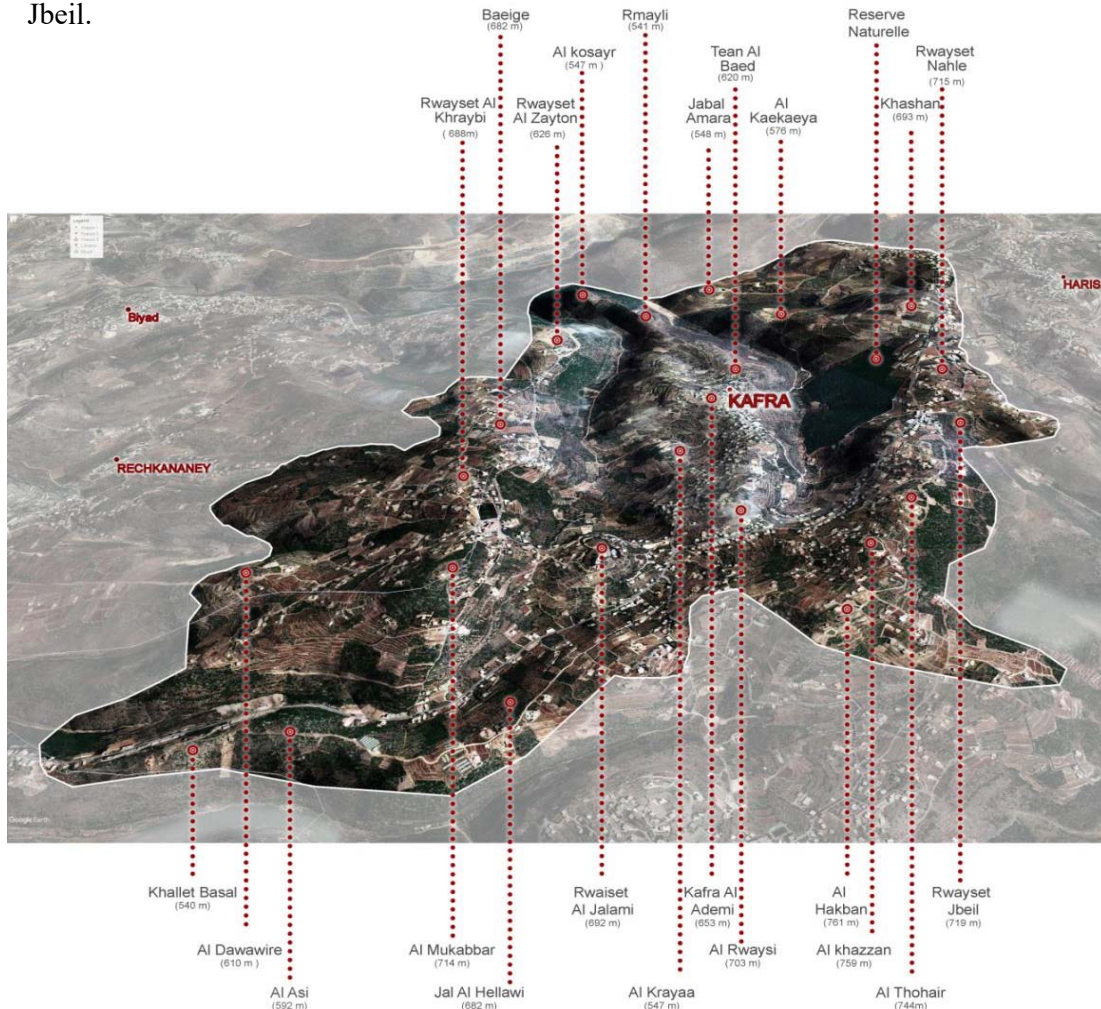 Jbeil.
Baeige
(682 m)
Rmayli
(541 m)
Reserve
Naturelle
Al kosayr
(547 m )
Tean Al
Baed
(620 m)
Rwayset
Nahle
(715 m)
Rwayset Al
Khraybi
( 688m)
Rwayset
Al Zayton
(626 m)
Jabal
Amara
(548 m)
Al
Kaekaeya
(576 m)
Khashan
(693 m)
Legend
HARIS
Biyad
KAFRA
RECHKANANEY
Google Earth
Khallet Basal
(540 m)
Rwaiset
Al Jalami
(692 m)
Kafra Al
Ademi
(653 m)
Al
Hakban
(761 m)
Rwayset
Jbeil
(719 m)
Al Dawawire
(610 m )
Al Mukabbar
(714 m)
Al Rwaysi
(703 m)
Al khazzan
(759 m)
Al Asi
(592 m)
Jal Al Hellawi
(682 m)
Al Krayaa
(547 m)
Al Thohair
(744m)